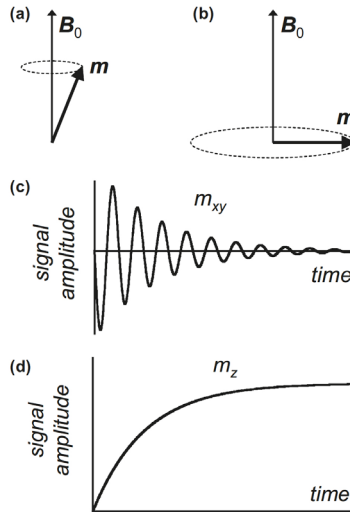 (a)
B0
m
(b)
B0
m
(c)
signal
amplitude
mxy
time
(d)
signal
amplitude
mz
time